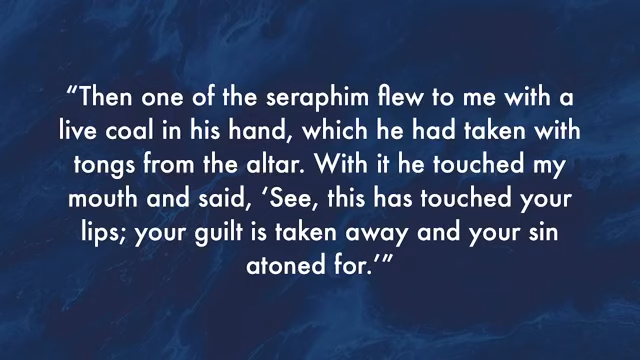 “Then one of the seraphim flew to me with a
live coal in his hand, which he had taken with
tongs from the altar. With it he touched my
mouth and said, ‘See, this has touched your
lips; your guilt is taken away and your sin
atoned for.’”